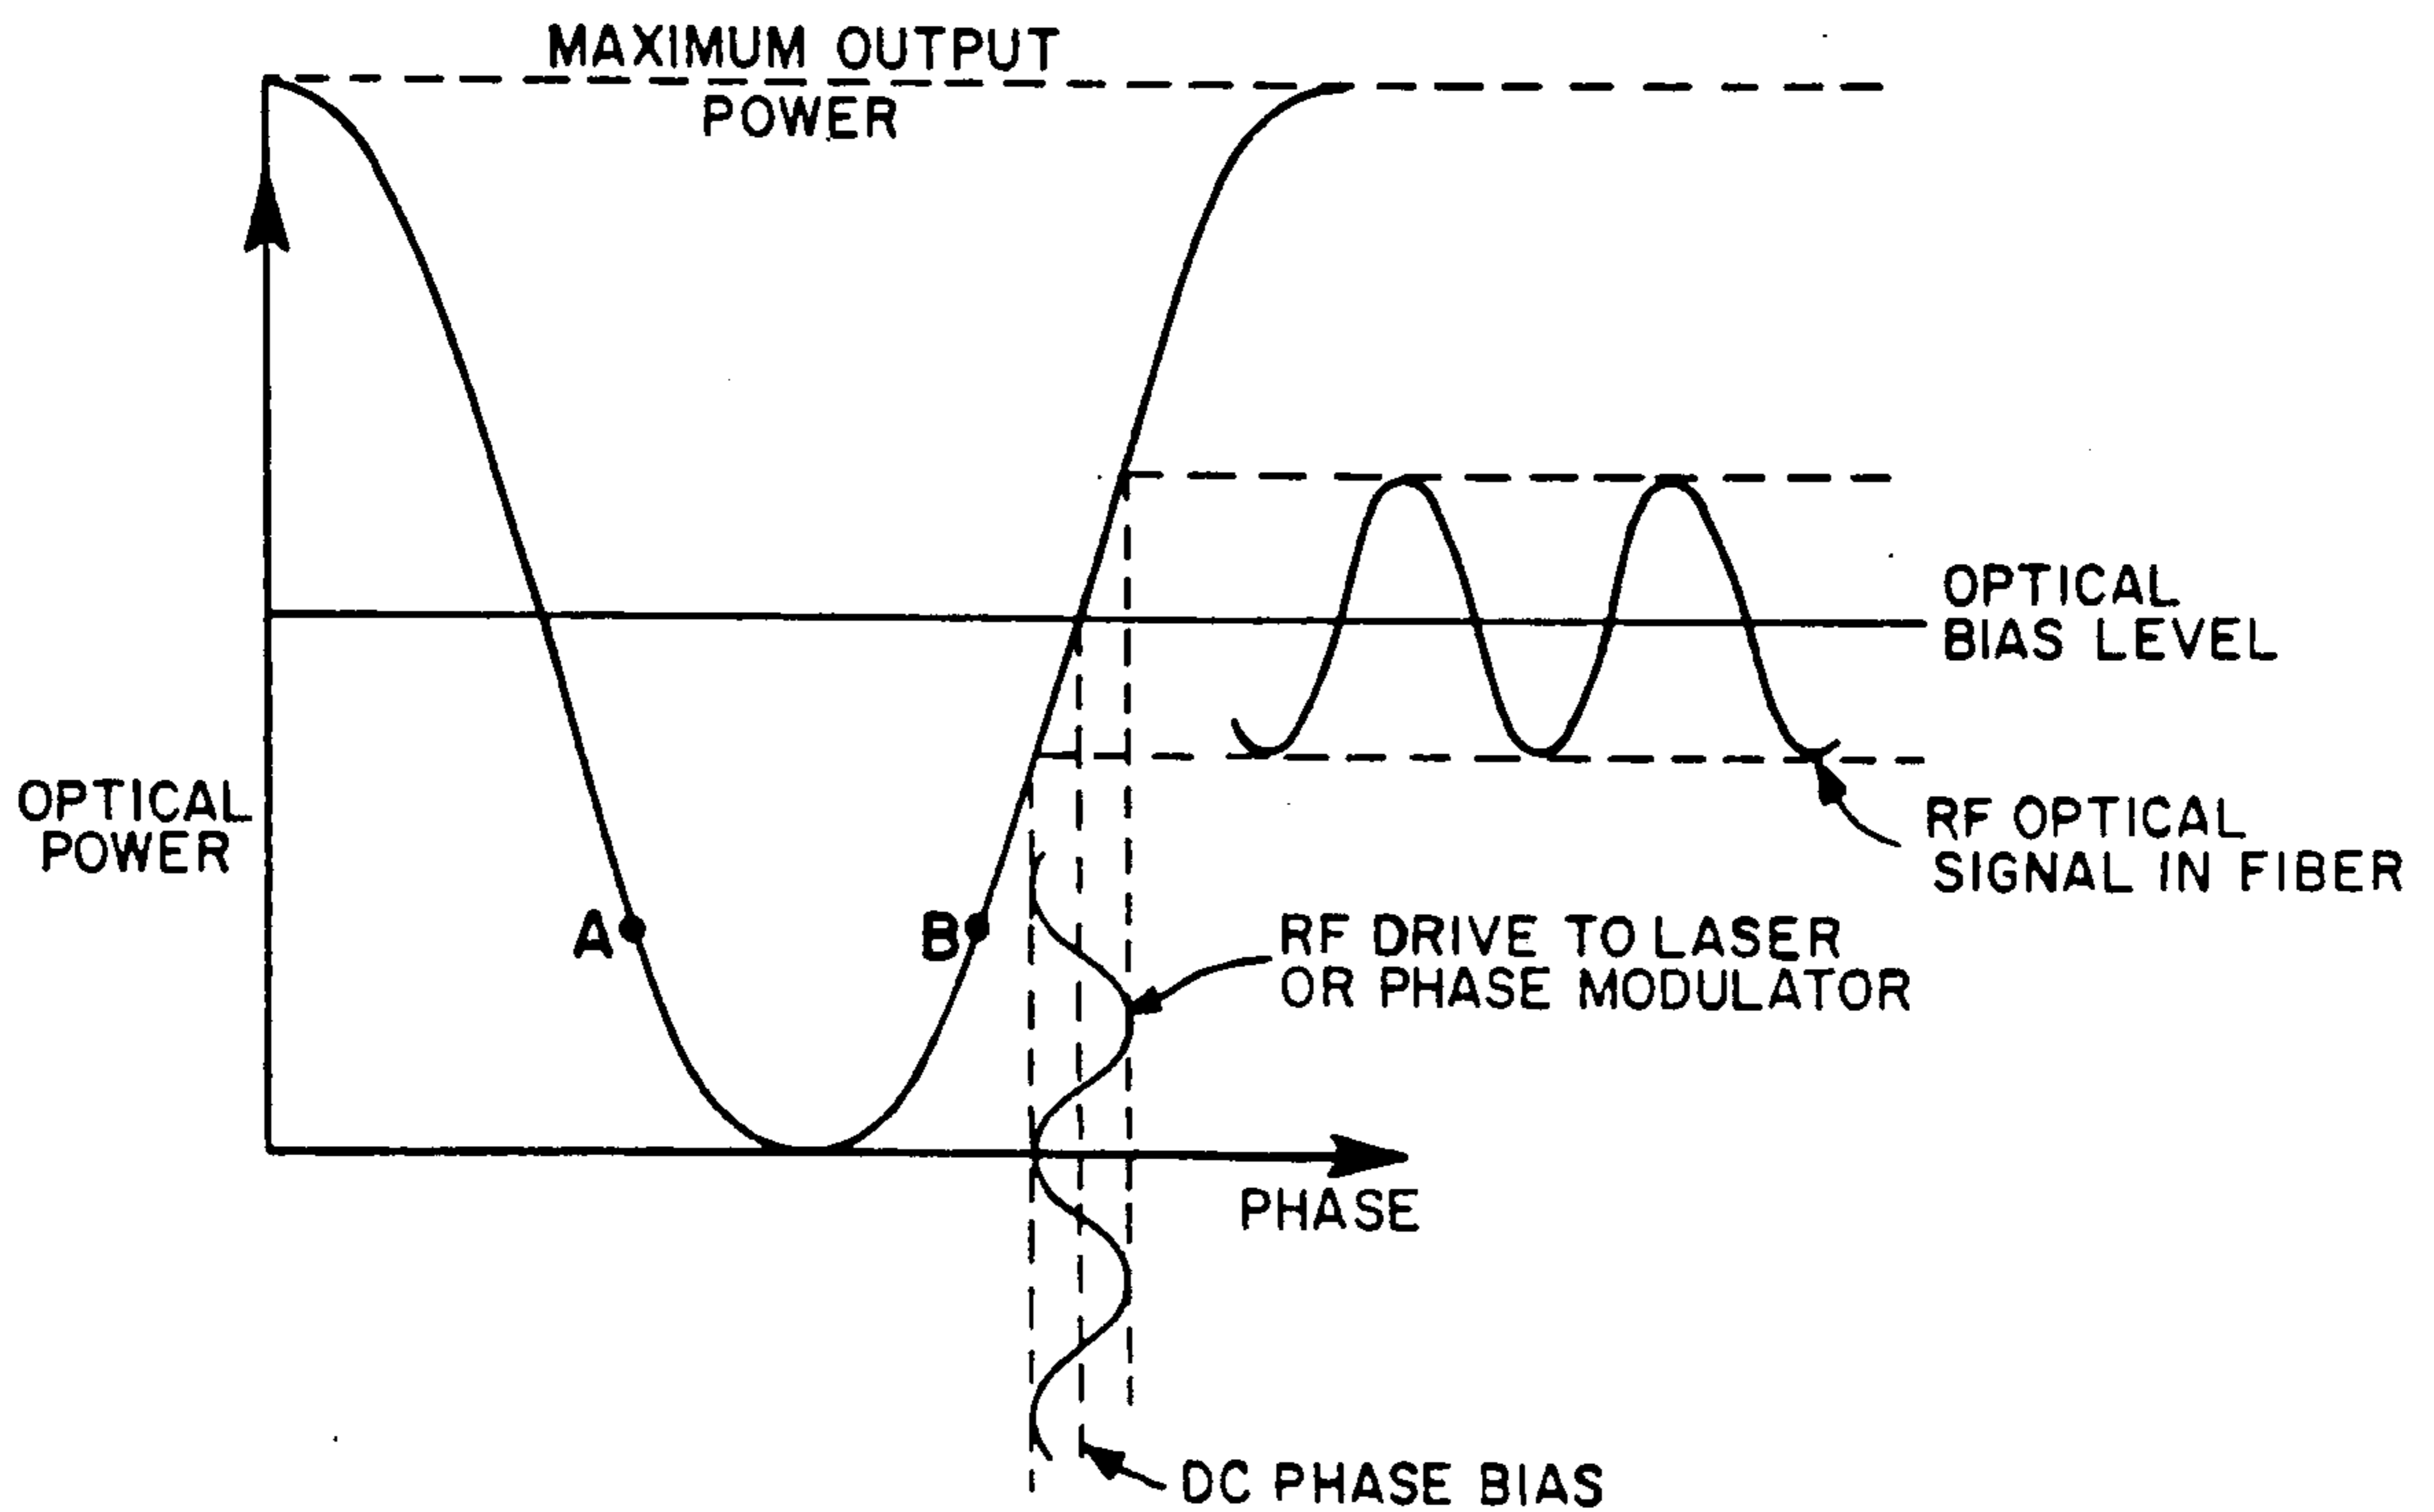 MAXIMUM OUTPUT
POWER
OPTICAL
BIAS LEVEL
OPTICAL
POWER
RF OPTICAL
SIGNAL IN FIBER
A
B
RF DRIVE TO LASER
OR PHASE MODULATOR
PHASE
DC PHASE BIAS